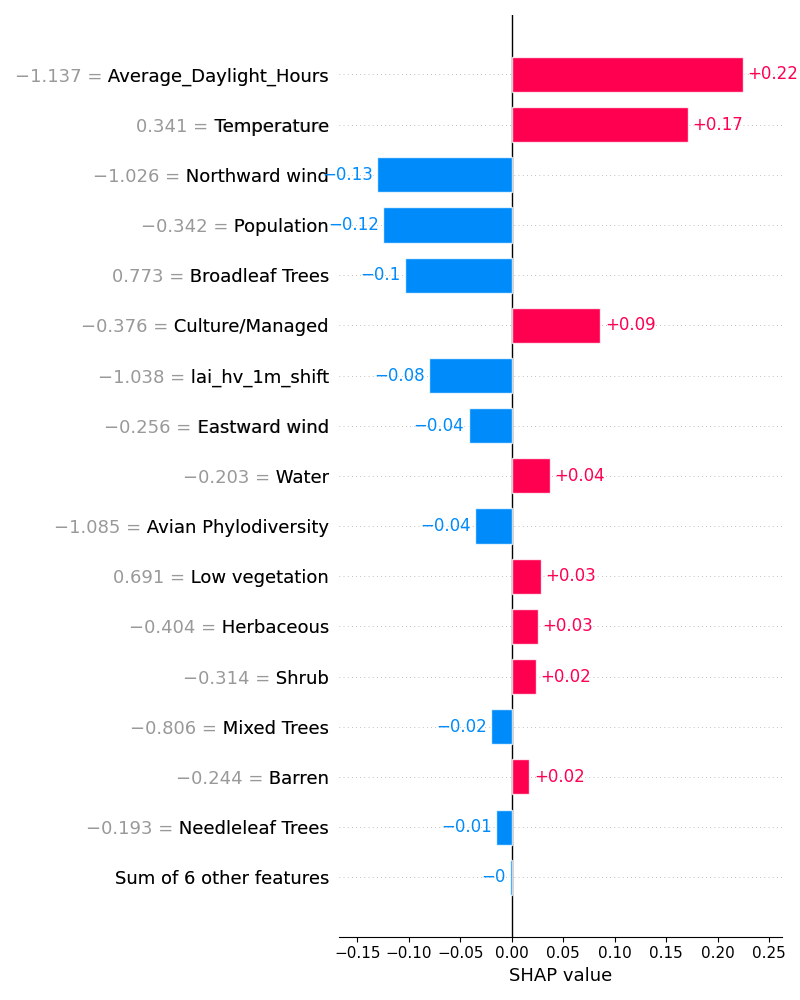 −1.137 = Average_Daylight_Hours +0.22
0.341 = Temperature +0.17
−1.026 = Northward wind −0.13
−0.342 = Population −0.12
0.773 = Broadleaf Trees −0.1
−0.376 = Culture/Managed +0.09
−1.038 = lai_hv_1m_shift −0.08
−0.256 = Eastward wind −0.04
−0.203 = Water +0.04
−1.085 = Avian Phylodiversity −0.04
0.691 = Low vegetation +0.03
−0.404 = Herbaceous +0.03
−0.314 = Shrub +0.02
−0.806 = Mixed Trees −0.02
−0.244 = Barren +0.02
−0.193 = Needleleaf Trees −0.01
Sum of 6 other features −0
−0.15 −0.10 −0.05 0.00 0.05 0.10 0.15 0.20 0.25
SHAP value